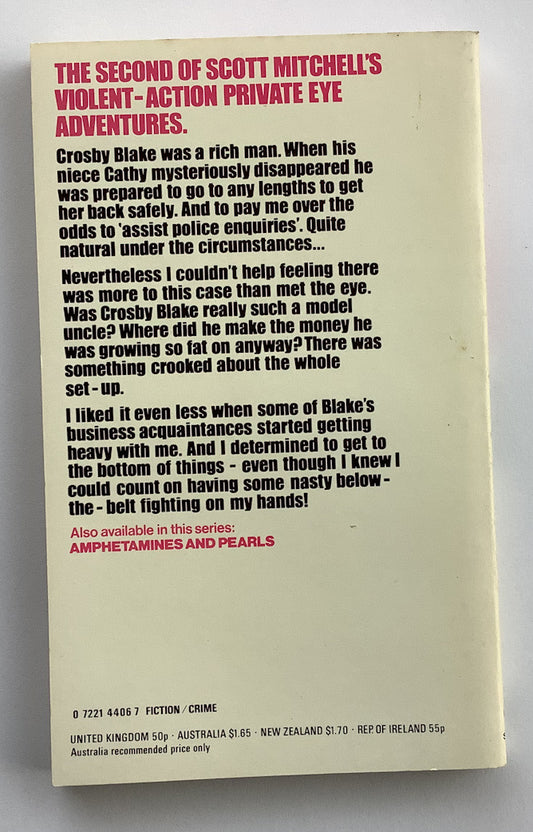 THE SECOND OF SCOTT MITCHELL'S
VIOLENT-ACTION PRIVATE EYE
ADVENTURES.
Crosby Blake was a rich man. When his
niece Cathy mysteriously disappeared he
was prepared to go to any lengths to get
her back safely. And to pay me over the
odds to 'assist police enquiries'. Quite
natural under the circumstances...
Nevertheless I couldn't help feeling there
was more to this case than met the eye.
Was Crosby Blake really such a model
uncle? Where did he make the money he
was growing so fat on anyway? There was
something crooked about the whole
set-up.
I liked it even less when some of Blake's
business acquaintances started getting
heavy with me. And I determined to get to
the bottom of things - even though I knew I
could count on having some nasty below-
the-belt fighting on my hands!
Also available in this series:
AMPHETAMINES AND PEARLS
0 7221 4406 7 FICTION/CRIME
UNITED KINGDOM 50p · AUSTRALIA $1.65 · NEW ZEALAND $1.70 · REP. OF IRELAND 55p
Australia recommended price only